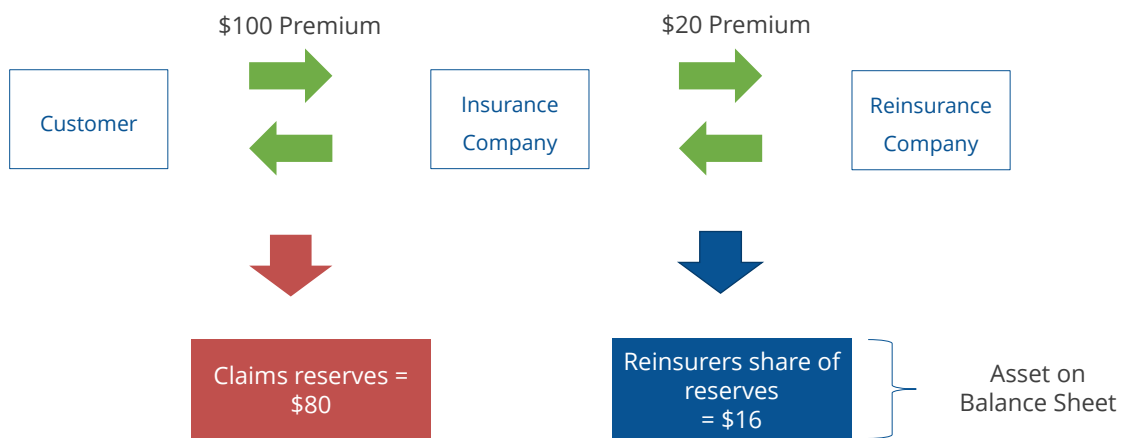 $100 Premium
$20 Premium
Customer
Insurance
Company
Reinsurance
Company
Claims reserves =
$80
Reinsurers share of
reserves
= $16
Asset on
Balance Sheet